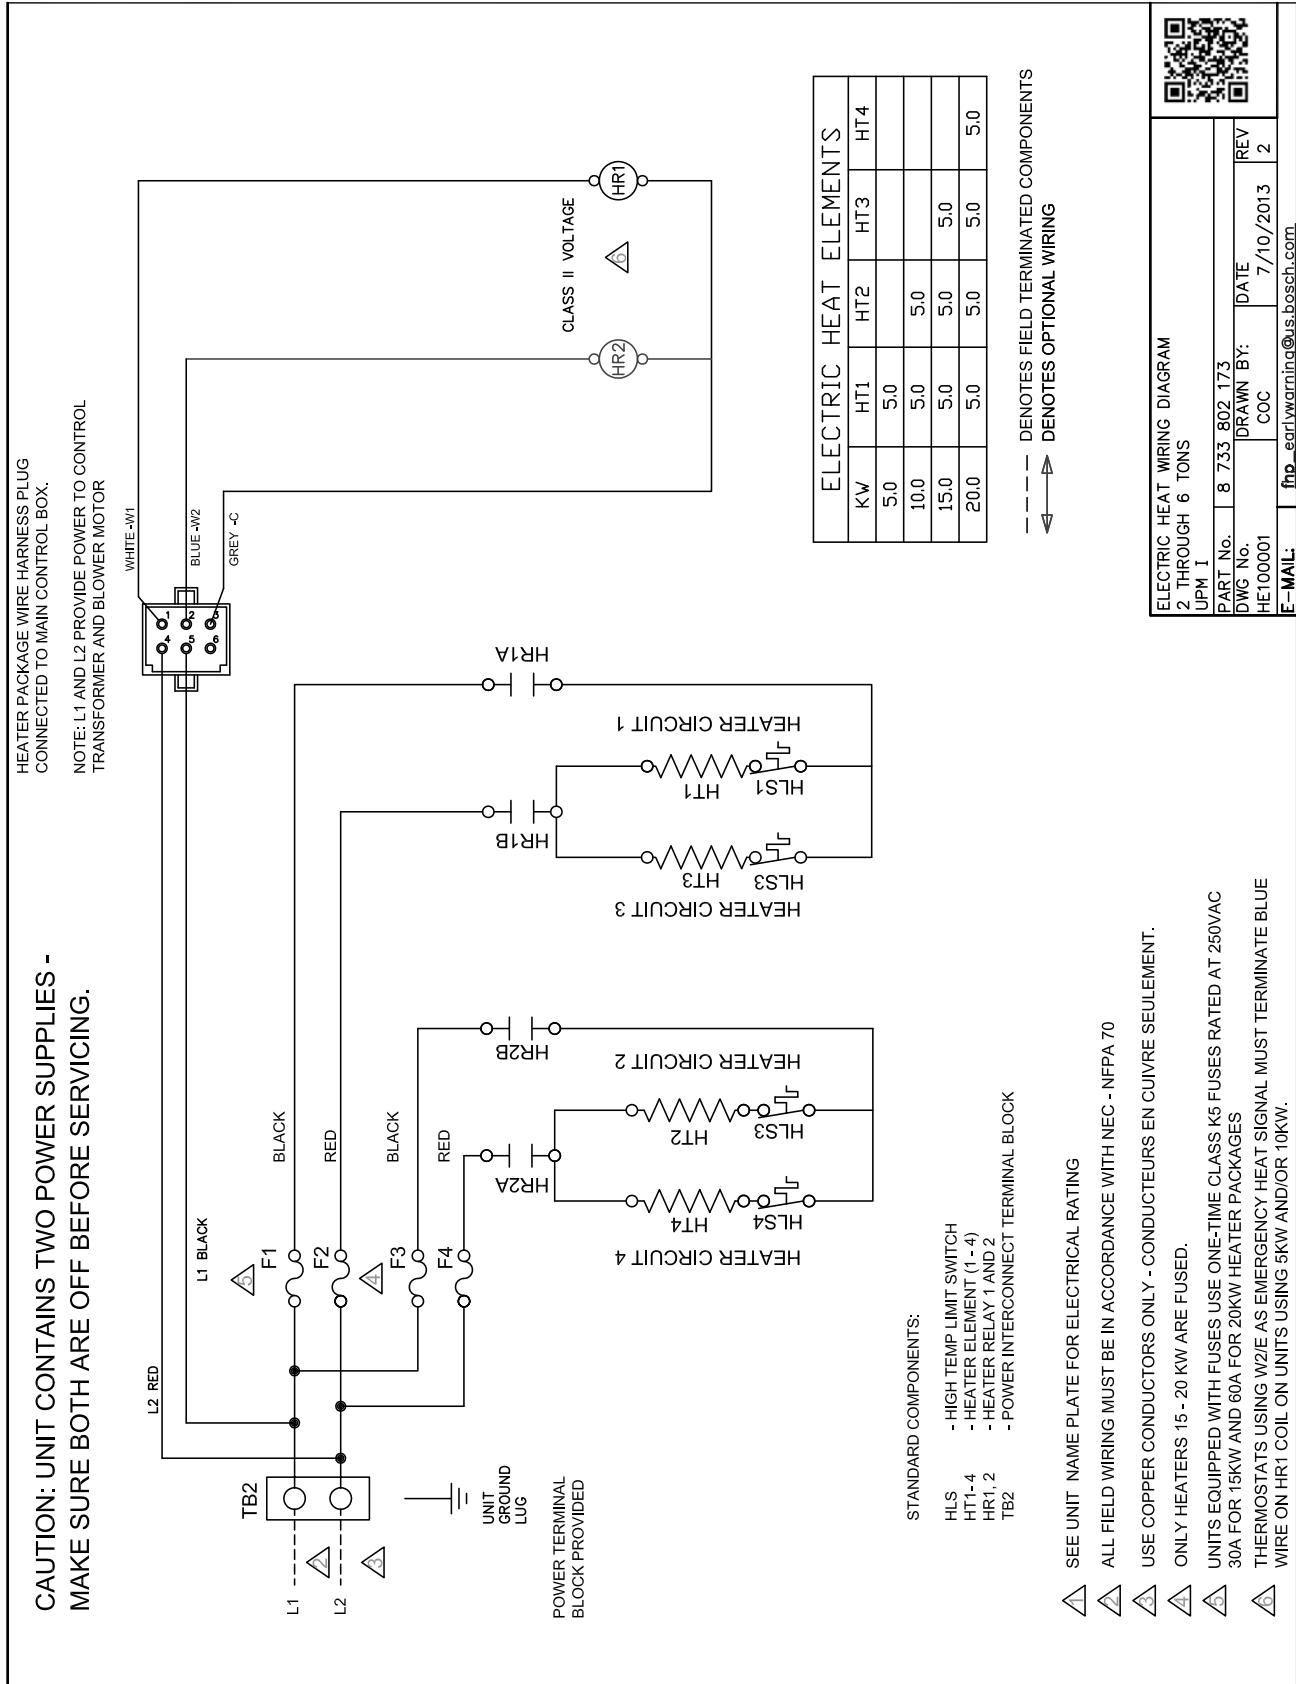 CAUTION: UNIT CONTAINS TWO POWER SUPPLIES -
MAKE SURE BOTH ARE OFF BEFORE SERVICING.
HEATER PACKAGE WIRE HARNESS PLUG
CONNECTED TO MAIN CONTROL BOX.
NOTE: L1 AND L2 PROVIDE POWER TO CONTROL
TRANSFORMER AND BLOWER MOTOR
WHITE -W1
BLUE -W2
GREY -C
1
2
3
4
5
6
L2 RED
L1 BLACK
TB2
L1
L2
2
3
UNIT
GROUND
LUG
POWER TERMINAL
BLOCK PROVIDED
5
F1
F2
4
F3
F4
BLACK
RED
BLACK
RED
HR1A
HR1B
HR2B
HR2A
HEATER CIRCUIT 1
HT1
HLS1
HT3
HLS3
HEATER CIRCUIT 3
HEATER CIRCUIT 2
HT2
HLS3
HT4
HLS4
HEATER CIRCUIT 4
CLASS II VOLTAGE
6
HR1
HR2
ELECTRIC HEAT ELEMENTS
KW HT1 HT2 HT3 HT4
5.0 5.0
10.0 5.0 5.0
15.0 5.0 5.0 5.0
20.0 5.0 5.0 5.0 5.0
DENOTES FIELD TERMINATED COMPONENTS
DENOTES OPTIONAL WIRING
STANDARD COMPONENTS:
HLS - HIGH TEMP LIMIT SWITCH
HT1- 4 - HEATER ELEMENT (1 - 4)
HR1, 2 - HEATER RELAY 1 AND 2
TB2 - POWER INTERCONNECT TERMINAL BLOCK
1 SEE UNIT NAME PLATE FOR ELECTRICAL RATING
2 ALL FIELD WIRING MUST BE IN ACCORDANCE WITH NEC - NFPA 70
3 USE COPPER CONDUCTORS ONLY - CONDUCTEURS EN CUIVRE SEULEMENT.
4 ONLY HEATERS 15 - 20 KW ARE FUSED.
5 UNITS EQUIPPED WITH FUSES USE ONE-TIME CLASS K5 FUSES RATED AT 250VAC
30A FOR 15KW AND 60A FOR 20KW HEATER PACKAGES
6 THERMOSTATS USING W2/E AS EMERGENCY HEAT SIGNAL MUST TERMINATE BLUE
WIRE ON HR1 COIL ON UNITS USING 5KW AND/OR 10KW.
ELECTRIC HEAT WIRING DIAGRAM
2 THROUGH 6 TONS
UPM I
PART No. 8 733 802 173
DWG No. DRAWN BY: DATE REV
HE100001 COC 7/10/2013 2
E-MAIL: fhp_earlywarning@us.bosch.com